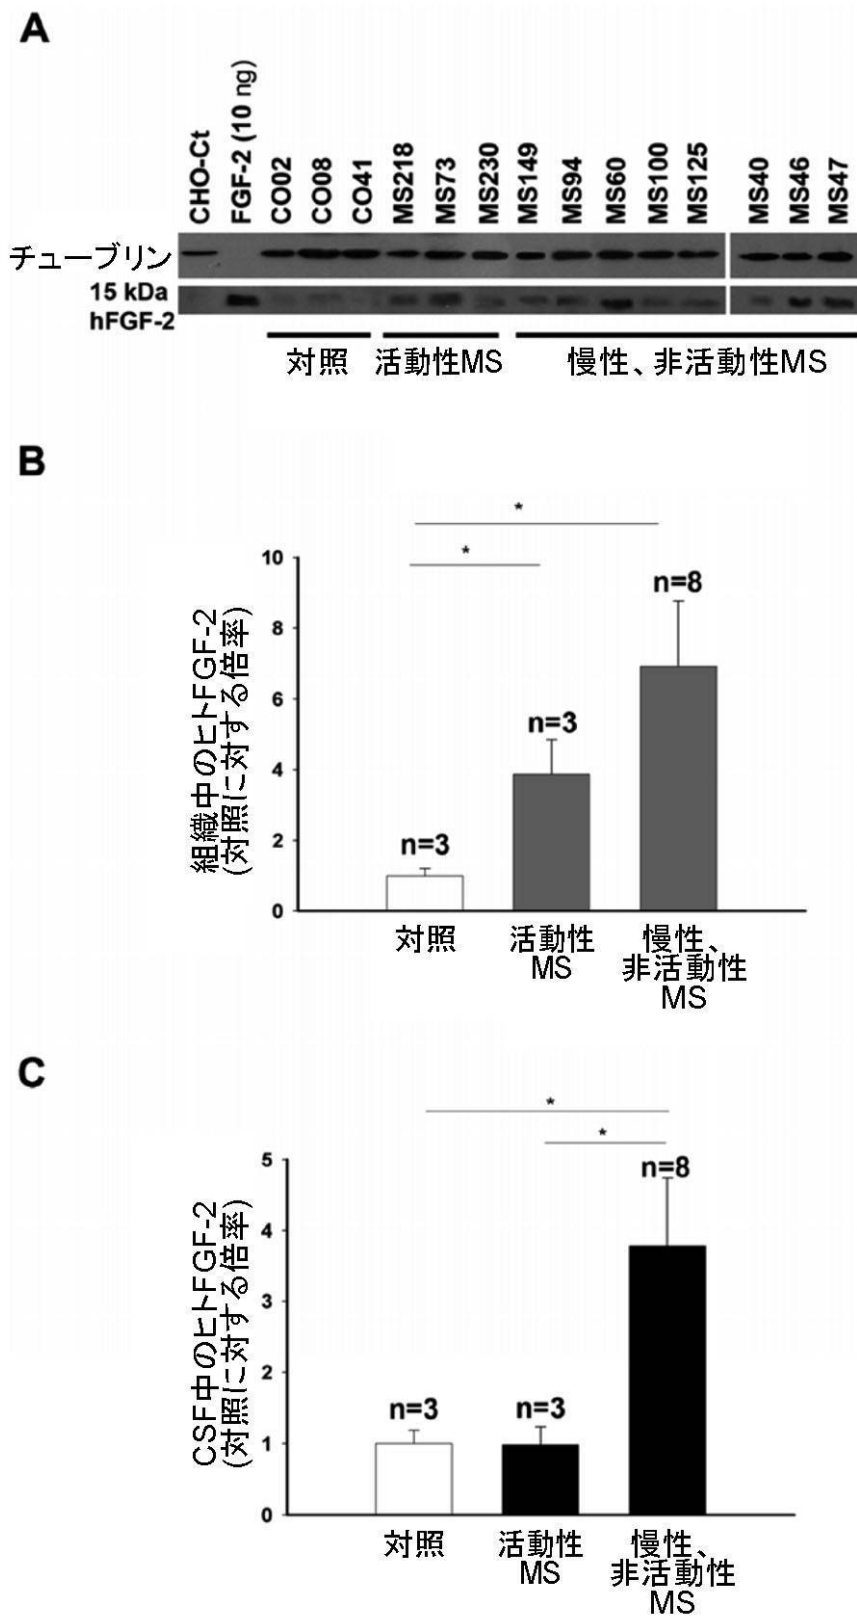 A
CHO-Ct
FGF-2 (10 ng)
CO02
CO08
CO41
MS218
MS73
MS230
MS149
MS94
MS60
MS100
MS125
MS40
MS46
MS47
チューブリン
15 kDa
hFGF-2
対照
活動性MS
慢性、非活動性MS
B
*
*
10
8
6
4
2
0
n=3
n=3
n=8
組織中のヒトFGF-2
(対照に対する倍率)
対照
活動性
MS
慢性、
非活動性
MS
C
*
*
5
4
3
2
1
0
n=3
n=3
n=8
CSF中のヒトFGF-2
(対照に対する倍率)
対照
活動性
MS
慢性、
非活動性
MS